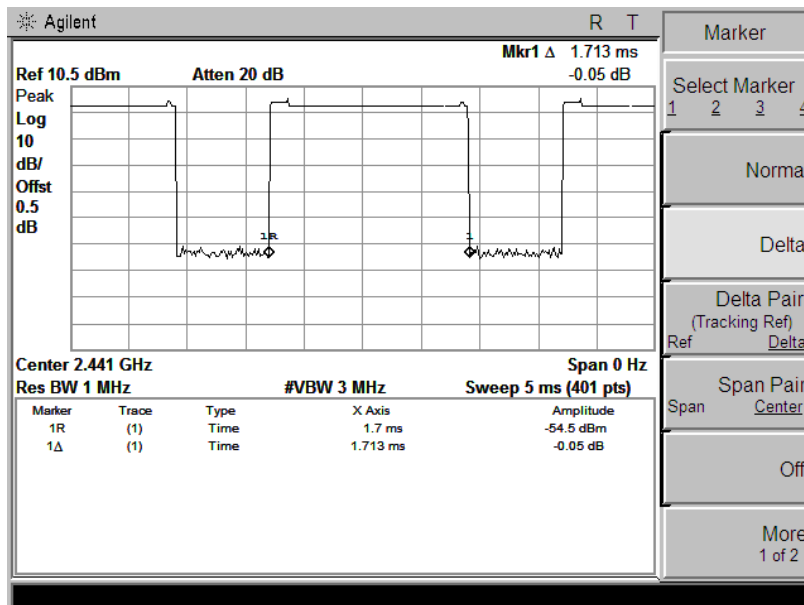 Agilent R T
Mkr1 Δ 1.713 ms
Ref 10.5 dBm Atten 20 dB -0.05 dB
Peak
Log
10
dB/
Offst
0.5
dB
1R 1
Center 2.441 GHz Span 0 Hz
Res BW 1 MHz #VBW 3 MHz Sweep 5 ms (401 pts)
Marker Trace Type X Axis Amplitude
1R (1) Time 1.7 ms -54.5 dBm
1Δ (1) Time 1.713 ms -0.05 dB
Marker
Select Marker
1 2 3 4
Norma
Delta
Delta Pair
(Tracking Ref)
Ref Delta
Span Pair
Span Center
Off
More
1 of 2